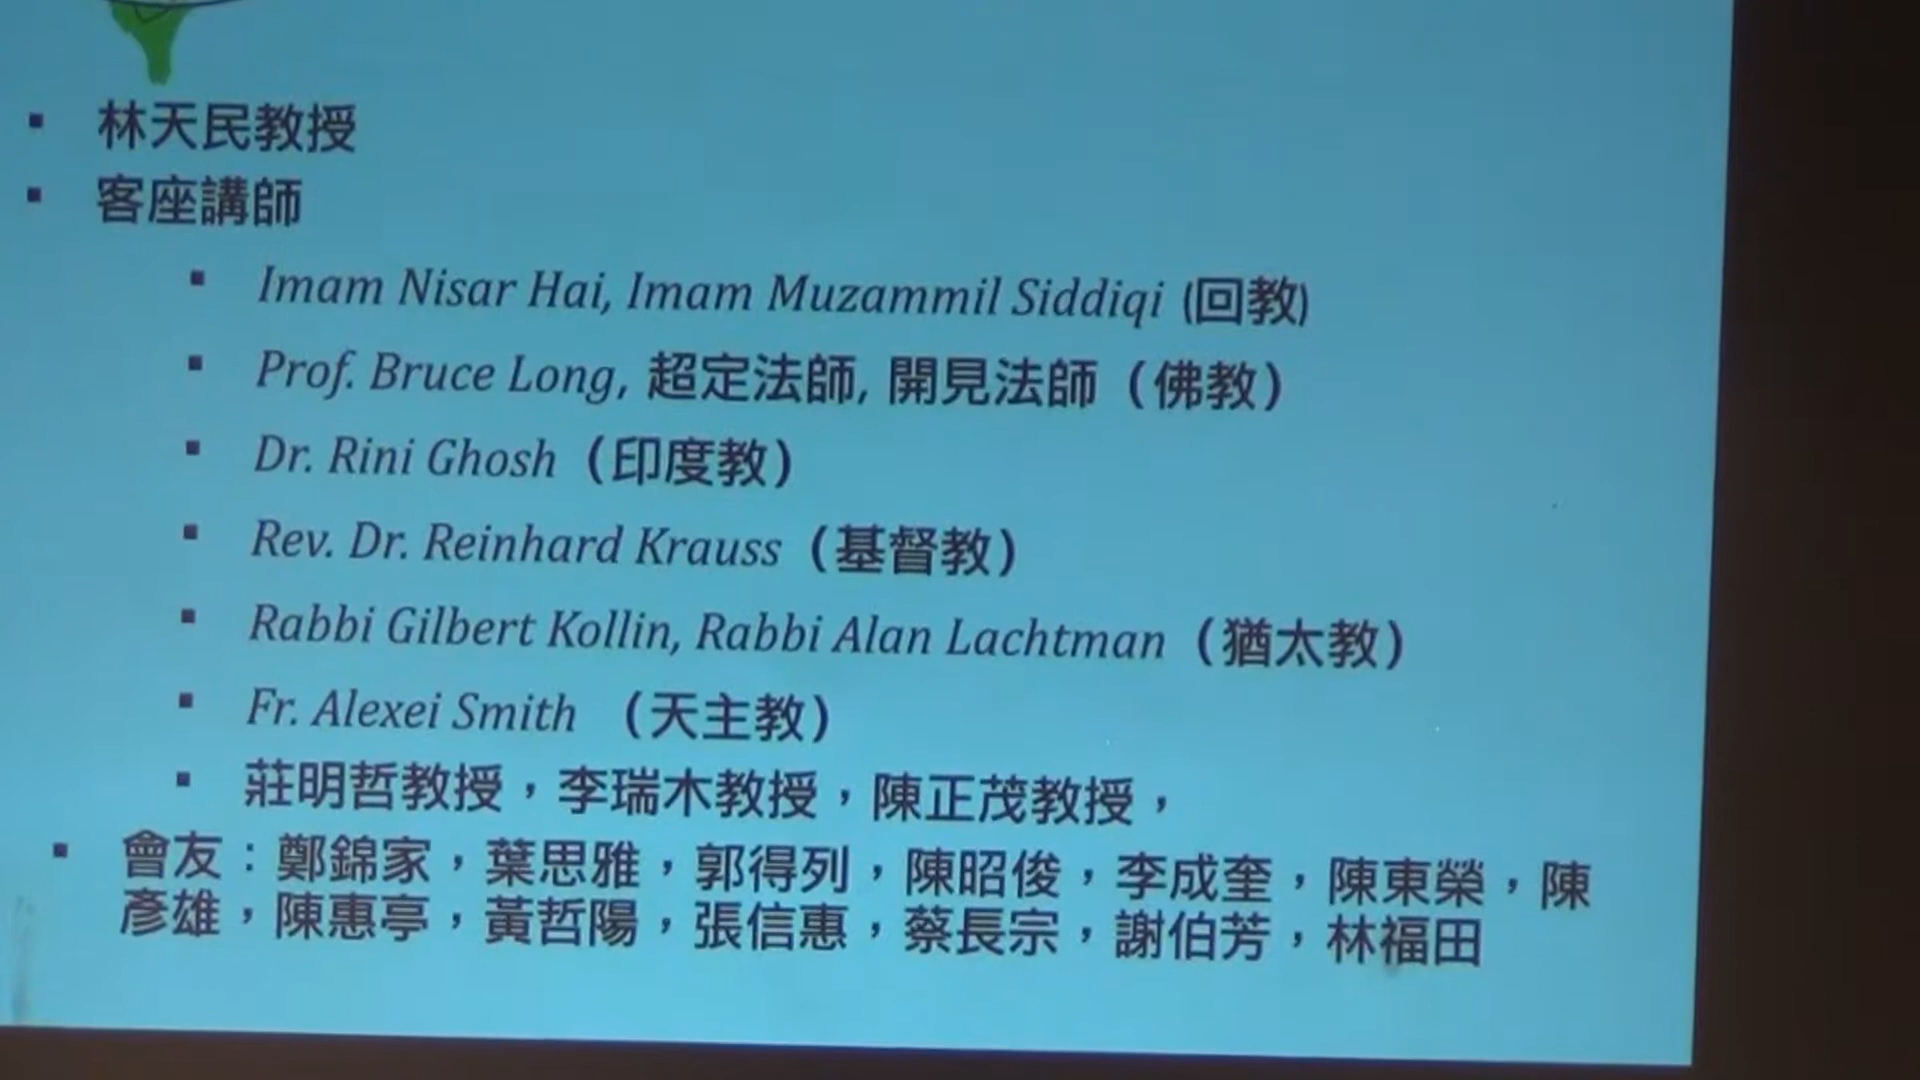 ▪ 林天民教授
▪ 客座講師
▪ Imam Nisar Hai, Imam Muzammil Siddiqi (回教)
▪ Prof. Bruce Long, 超定法師, 開見法師（佛教）
▪ Dr. Rini Ghosh（印度教）
▪ Rev. Dr. Reinhard Krauss（基督教）
▪ Rabbi Gilbert Kollin, Rabbi Alan Lachtman（猶太教）
▪ Fr. Alexei Smith （天主教）
▪ 莊明哲教授，李瑞木教授，陳正茂教授，
▪ 會友：鄭錦家，葉思雅，郭得列，陳昭俊，李成奎，陳東榮，陳
彥雄，陳惠亭，黃哲陽，張信惠，蔡長宗，謝伯芳，林福田